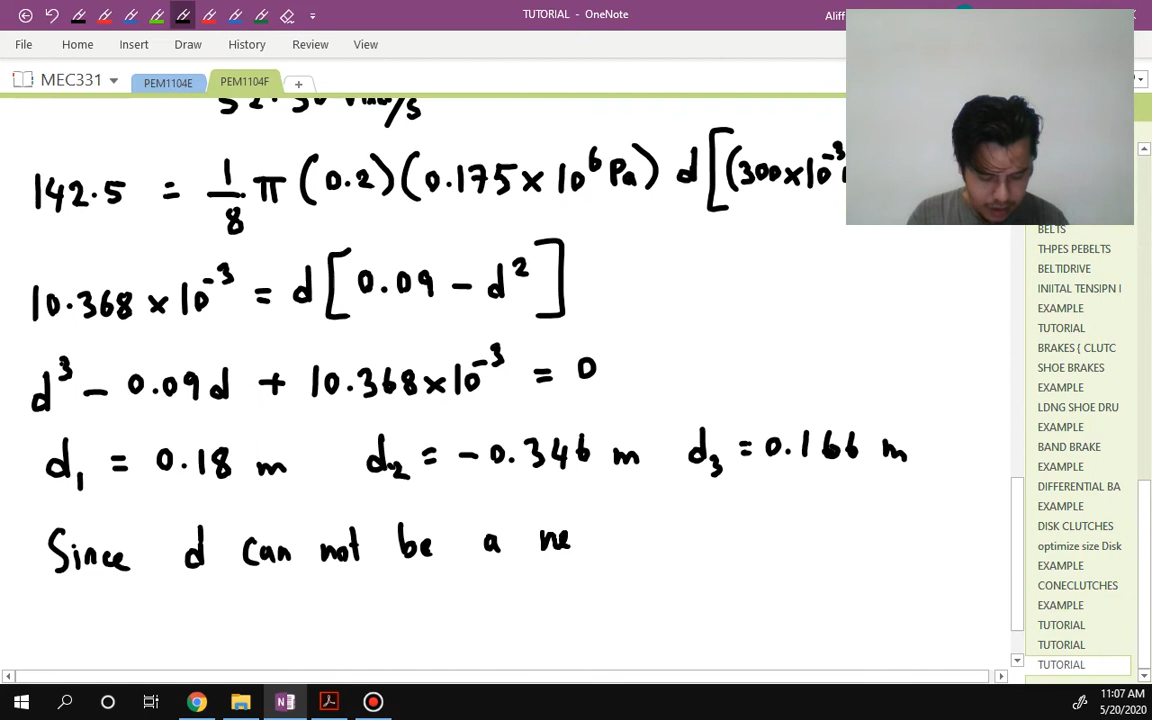 TUTORIAL - OneNote
Aliff
File Home Insert Draw History Review View
MEC331 PEM1104E PEM1104F
142.5 = 1/8 π (0.2)(0.175×10⁶ Pa) d[(300×10⁻³
10.368 × 10⁻³ = d[0.09 - d²]
d³ - 0.09d + 10.368×10⁻³ = 0
d₁ = 0.18 m d₂ = -0.346 m d₃ = 0.166 m
Since d can not be a ne
BELTS
THPES PEBELTS
BELTIDRIVE
INIITAL TENSIPN I
EXAMPLE
TUTORIAL
BRAKES { CLUTC
SHOE BRAKES
EXAMPLE
LDNG SHOE DRU
EXAMPLE
BAND BRAKE
EXAMPLE
DIFFERENTIAL BA
EXAMPLE
DISK CLUTCHES
optimize size Disk
EXAMPLE
CONECLUTCHES
EXAMPLE
TUTORIAL
TUTORIAL
TUTORIAL
11:07 AM
5/20/2020